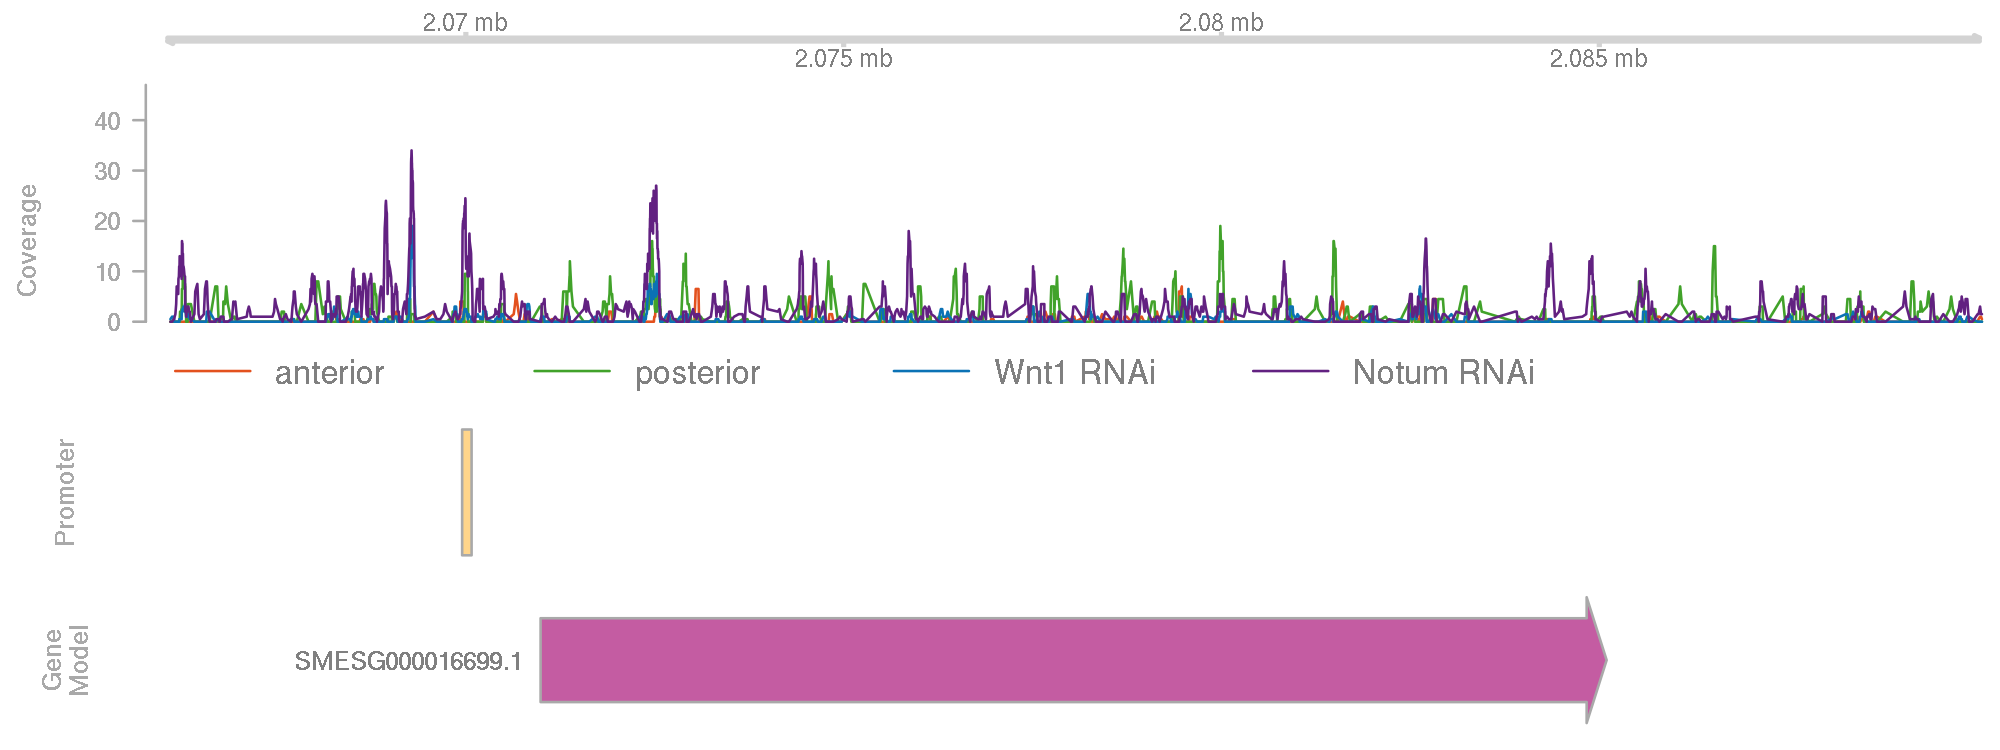 2.07 mb
2.08 mb
2.075 mb
2.085 mb
Coverage
40
30
20
10
0
anterior
posterior
Wnt1 RNAi
Notum RNAi
Promoter
Gene
Model
SMESG000016699.1